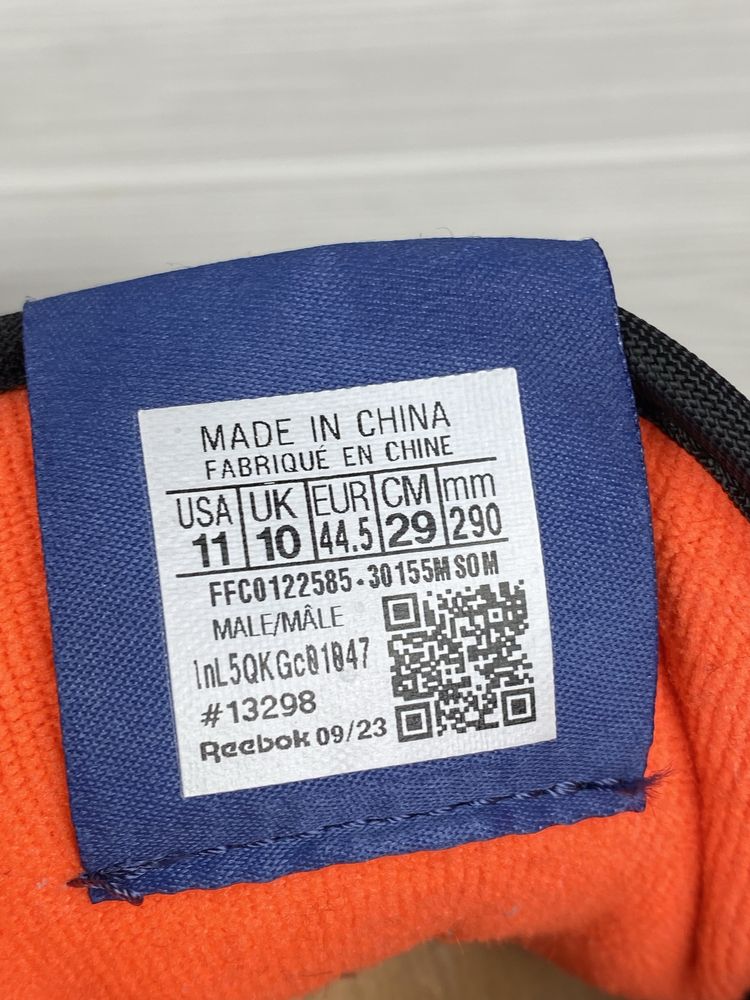 MADE IN CHINA
FABRIQUÉ EN CHINE
USA UK EUR CM mm
11 10 44.5 29 290
FFC0122585-30155M SOM
MALE/MÂLE
lnL5QKGc01047
#13298
Reebok 09/23